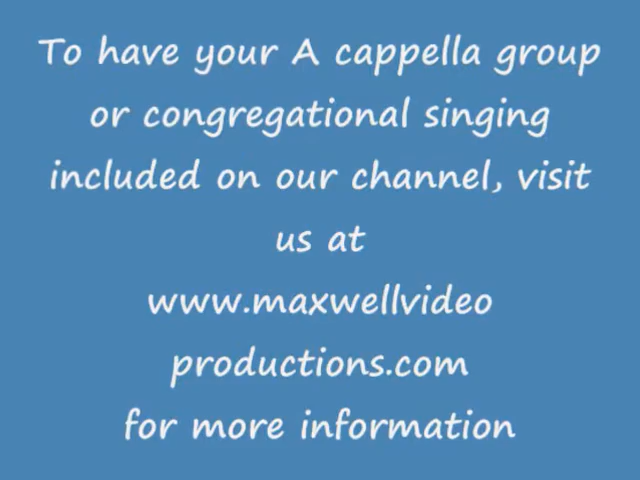 To have your A cappella group
or congregational singing
included on our channel, visit
us at
www.maxwellvideo
productions.com
for more information